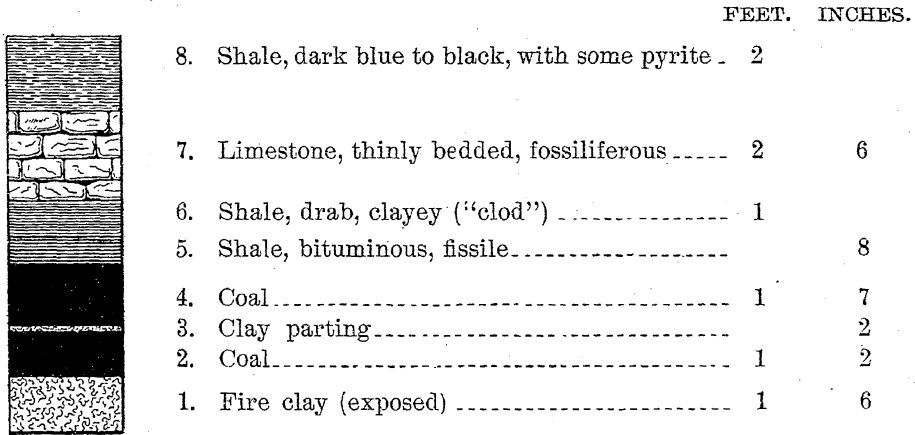 FEET. INCHES.
8. Shale, dark blue to black, with some pyrite 2
7. Limestone, thinly bedded, fossiliferous 2 6
6. Shale, drab, clayey ("clod") 1
5. Shale, bituminous, fissile 8
4. Coal 1 7
3. Clay parting 2
2. Coal 1 2
1. Fire clay (exposed) 1 6